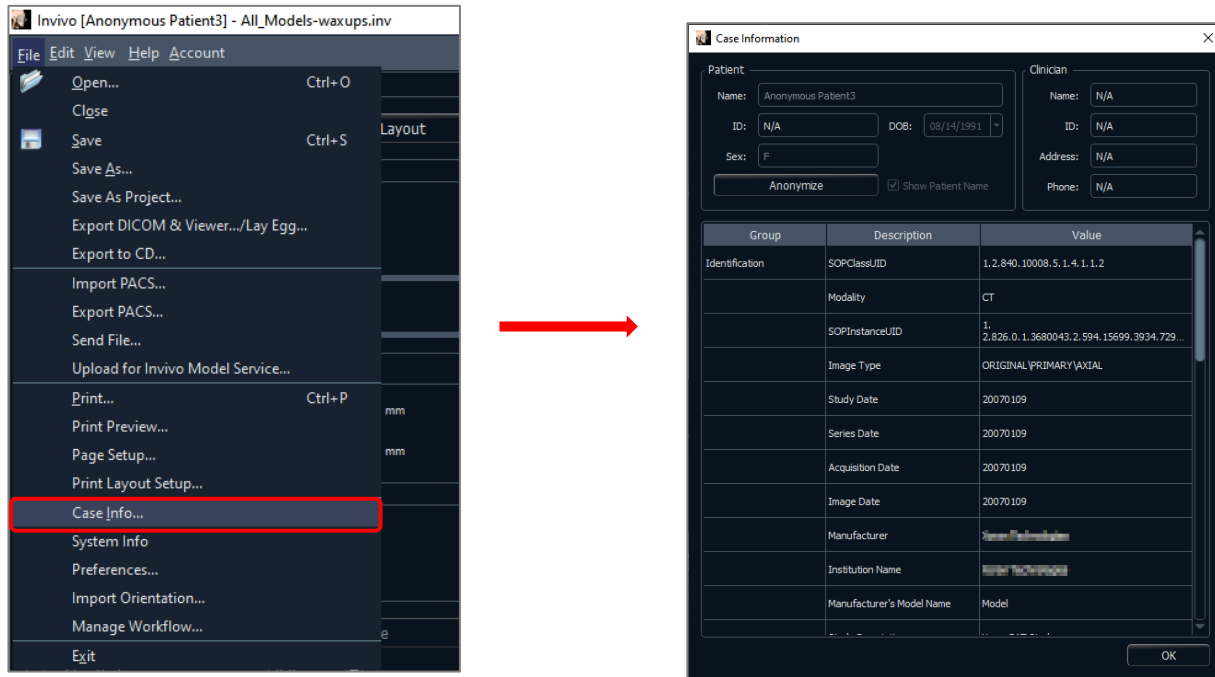 Invivo [Anonymous Patient3] - All_Models-waxups.inv
File Edit View Help Account
Open... Ctrl+O
Close
Save Ctrl+S
Save As...
Save As Project...
Export DICOM & Viewer.../Lay Egg...
Export to CD...
Import PACS...
Export PACS...
Send File...
Upload for Invivo Model Service...
Print... Ctrl+P
Print Preview...
Page Setup...
Print Layout Setup...
Case Info...
System Info
Preferences...
Import Orientation...
Manage Workflow...
Exit
Layout
mm
mm
Case Information
Patient
Name: Anonymous Patient3
ID: N/A DOB: 08/14/1991
Sex: F
Anonymize Show Patient Name
Clinician
Name: N/A
ID: N/A
Address: N/A
Phone: N/A
Group Description Value
Identification SOPClassUID 1.2.840.10008.5.1.4.1.1.2
Modality CT
SOPInstanceUID 1.
2.826.0.1.3680043.2.594.15699.3934.729...
Image Type ORIGINAL\PRIMARY\AXIAL
Study Date 20070109
Series Date 20070109
Acquisition Date 20070109
Image Date 20070109
Manufacturer
Institution Name
Manufacturer's Model Name Model
OK